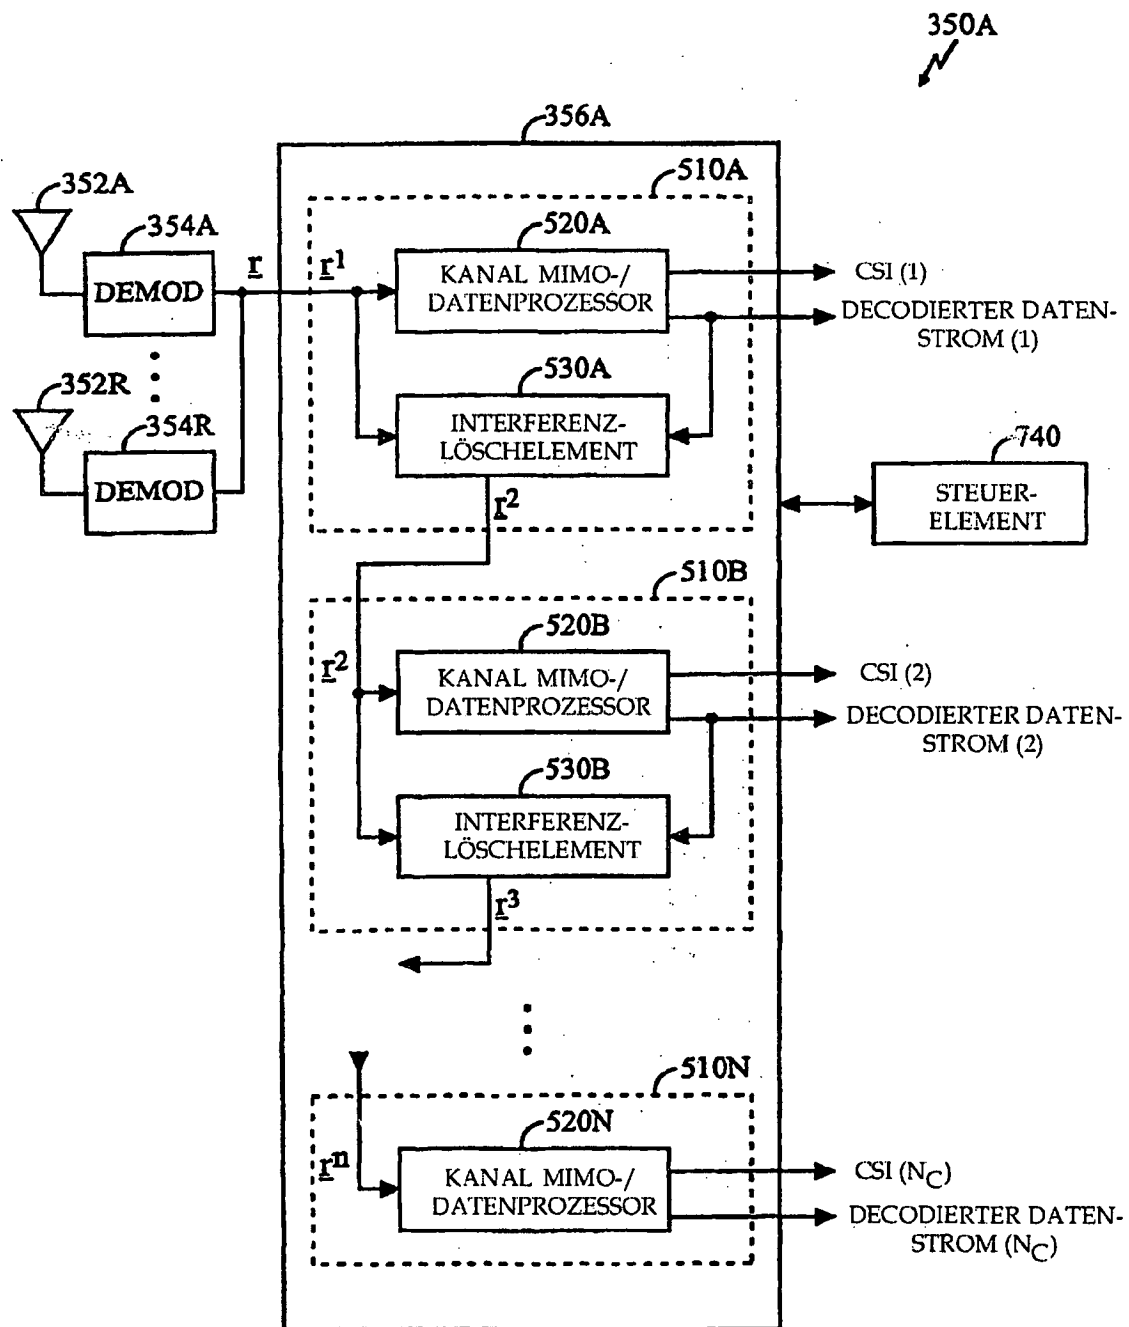 350A
356A
352A
354A
DEMOD
r
510A
520A
r¹
KANAL MIMO-/
DATENPROZESSOR
CSI (1)
DECODIERTER DATEN-
STROM (1)
530A
INTERFERENZ-
LÖSCHELEMENT
r²
352R
354R
DEMOD
740
STEUER-
ELEMENT
510B
520B
r²
KANAL MIMO-/
DATENPROZESSOR
CSI (2)
DECODIERTER DATEN-
STROM (2)
530B
INTERFERENZ-
LÖSCHELEMENT
r³
510N
520N
rⁿ
KANAL MIMO-/
DATENPROZESSOR
CSI (N_C)
DECODIERTER DATEN-
STROM (N_C)